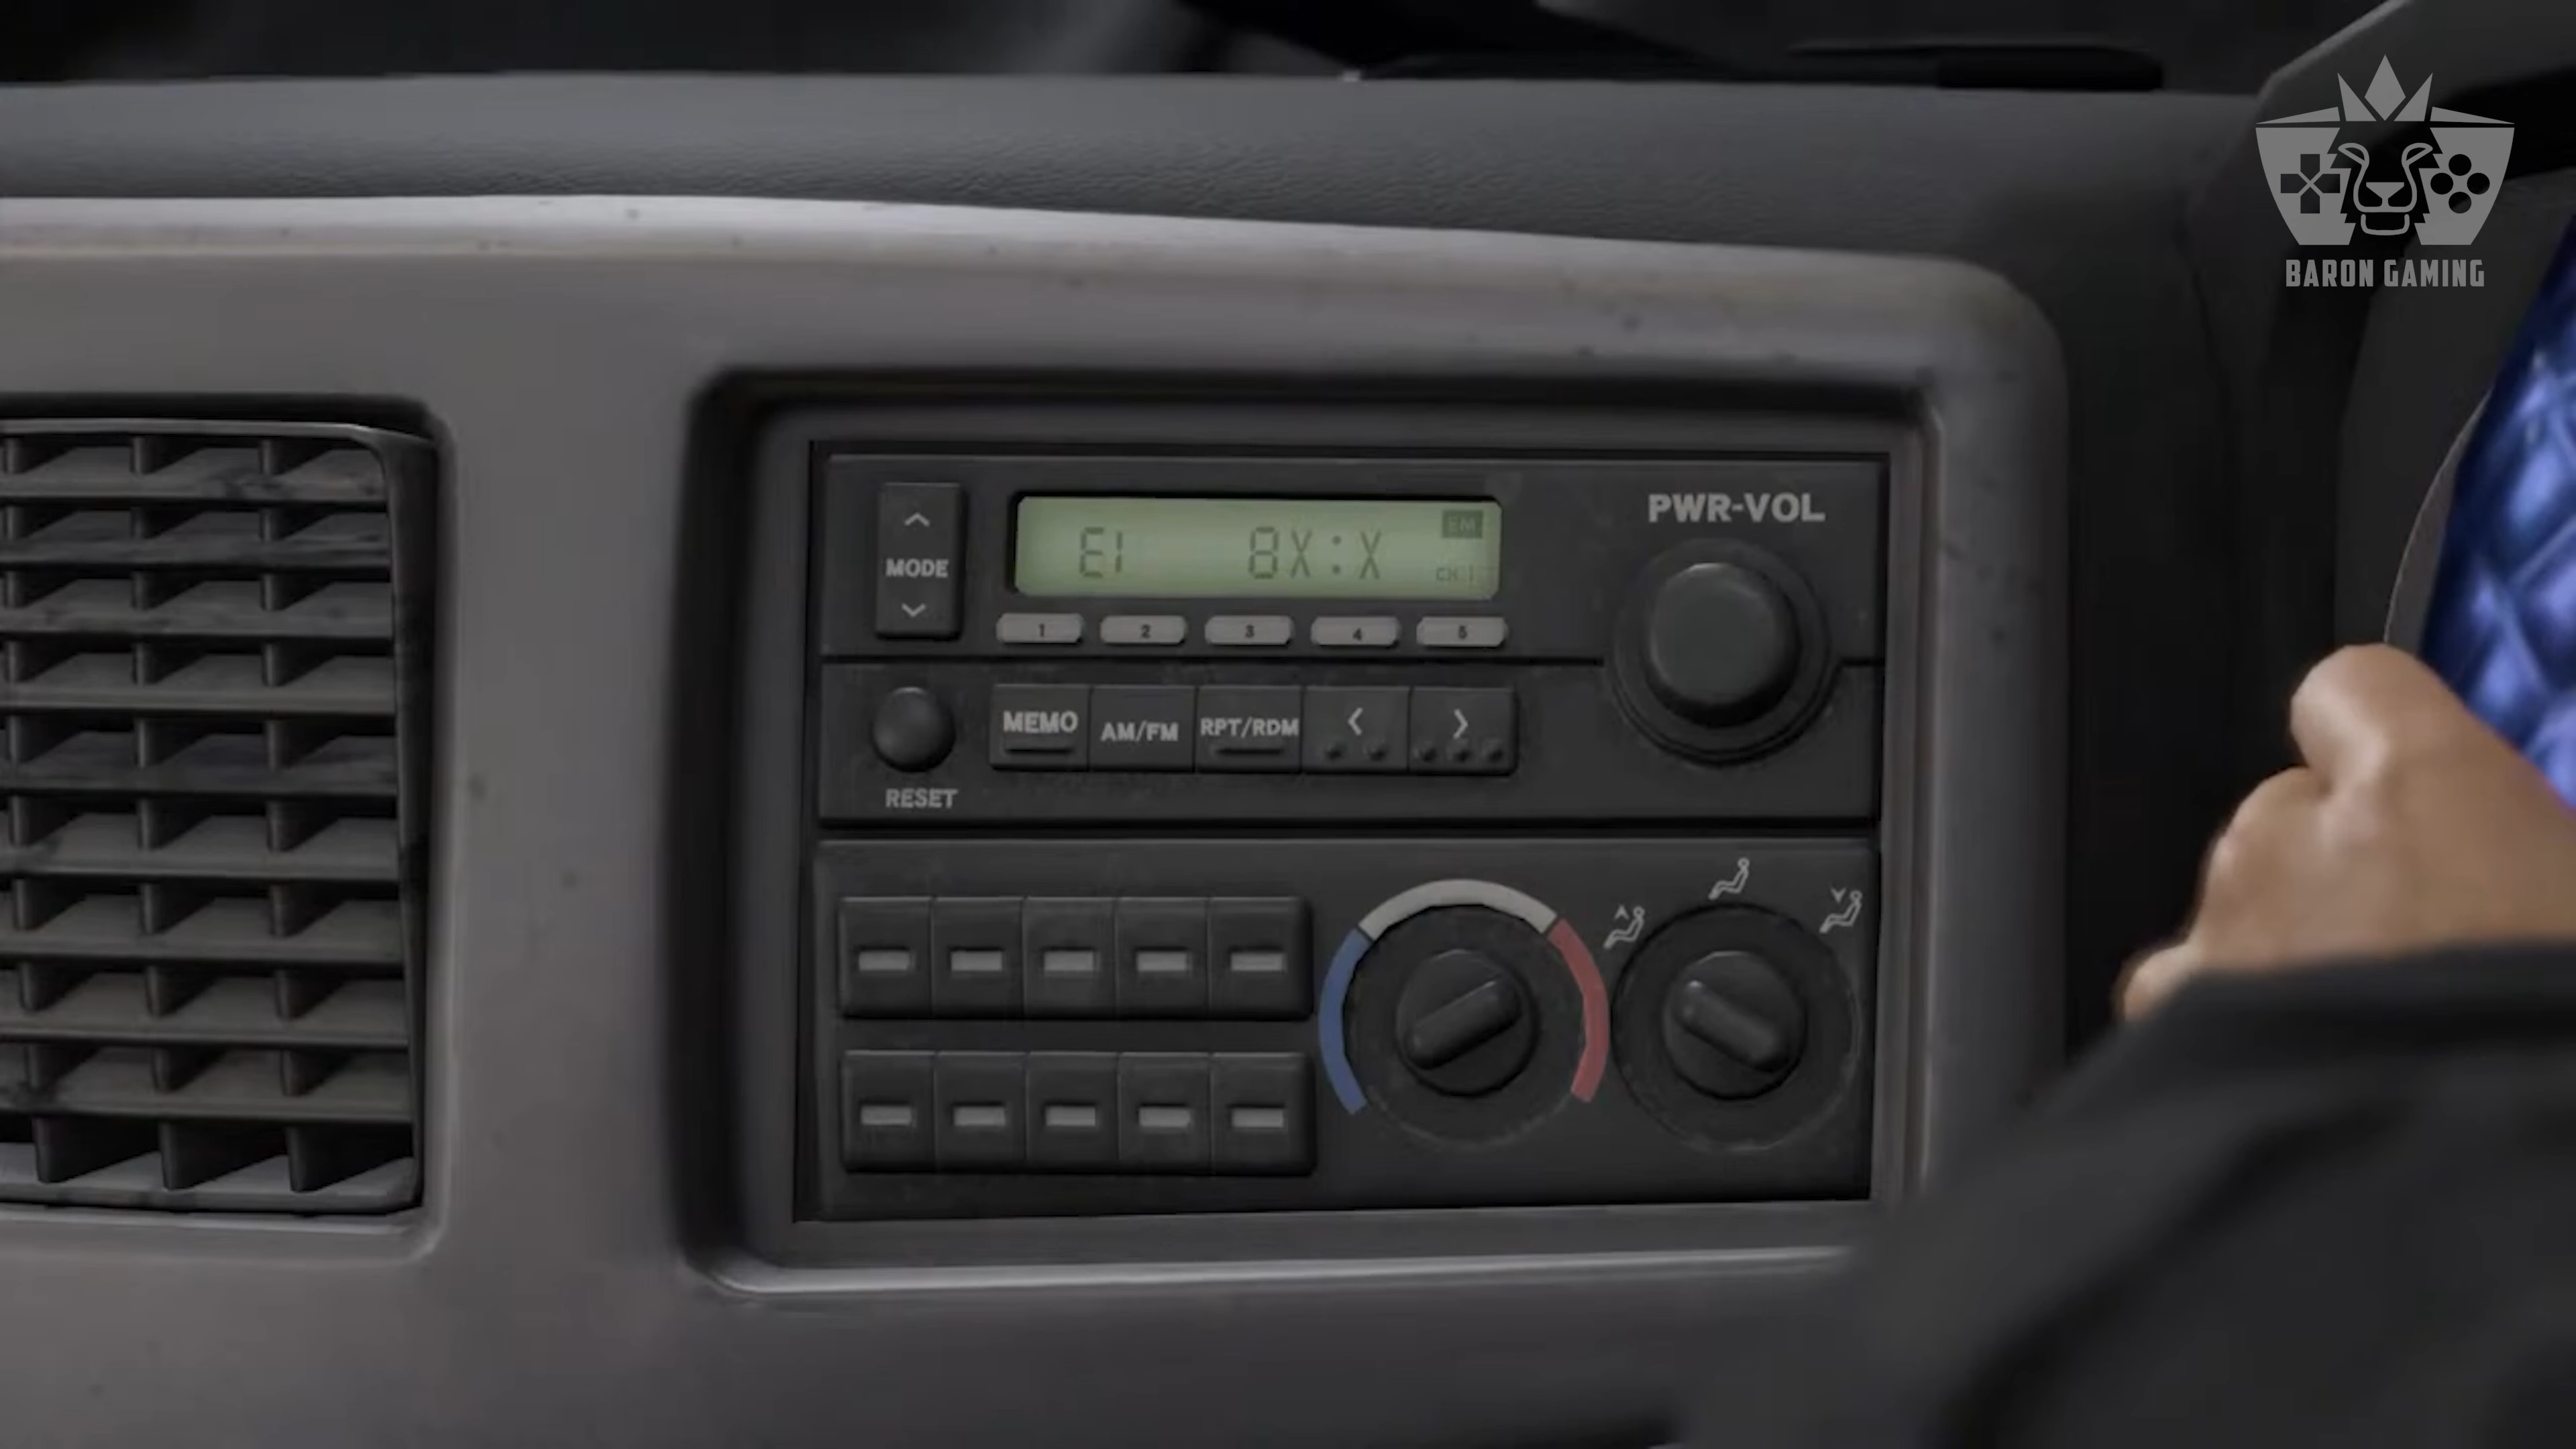 BARON GAMING
PWR-VOL
MODE
E1 8X:X
1 2 3 4 5
MEMO AM/FM RPT/RDM < >
RESET